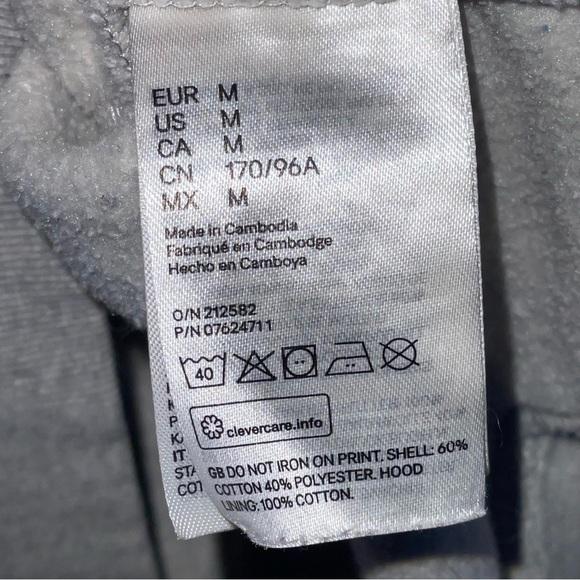 EUR M
US M
CA M
CN 170/96A
MX M
Made in Cambodia
Fabriqué en Cambodge
Hecho en Camboya
O/N 212582
P/N 07624711
40
clevercare.info
GB DO NOT IRON ON PRINT. SHELL: 60%
COTTON 40% POLYESTER. HOOD
LINING: 100% COTTON.